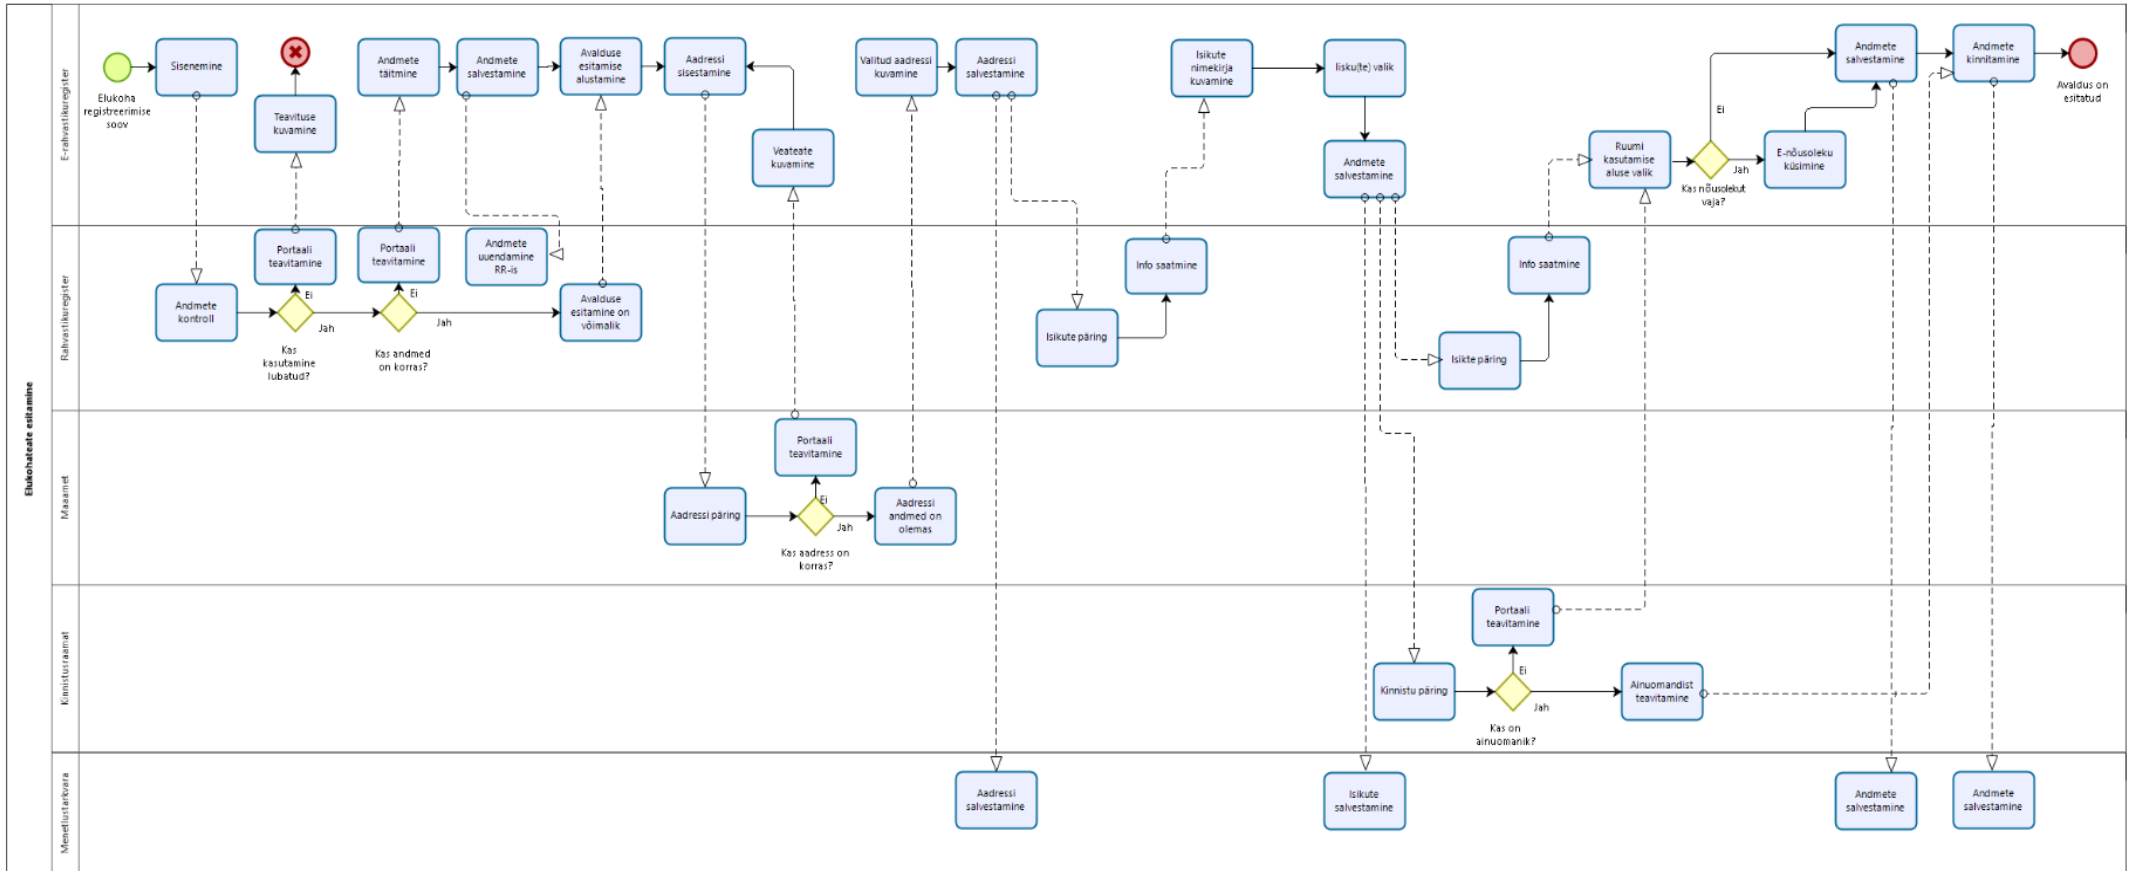 Elukohateate esitamine
E-rahvastikuregister
Elukoha
registreerimise
soov
Sisenemine
Teavituse
kuvamine
Andmete
täitmine
Andmete
salvestamine
Avalduse
esitamise
alustamine
Aadressi
sisestamine
Veateate
kuvamine
Valitud aadressi
kuvamine
Aadressi
salvestamine
Isikute
nimekirja
kuvamine
Iisku(te) valik
Andmete
salvestamine
Ruumi
kasutamise
aluse valik
Kas nõusolekut
vaja?
Ei
Jah
E-nõusoleku
küsimine
Andmete
salvestamine
Andmete
kinnitamine
Avaldus on
esitatud
Rahvastikuregister
Andmete
kontroll
Portaali
teavitamine
Ei
Jah
Kas
kasutamine
lubatud?
Portaali
teavitamine
Ei
Jah
Kas andmed
on korras?
Andmete
uuendamine
RR-is
Avalduse
esitamine on
võimalik
Isikute päring
Info saatmine
Isikte päring
Info saatmine
Maaamet
Aadressi päring
Portaali
teavitamine
Ei
Jah
Kas aadress on
korras?
Aadressi
andmed on
olemas
Kinnistusraamat
Kinnistu päring
Portaali
teavitamine
Ei
Jah
Kas on
ainuomanik?
Ainuomandist
teavitamine
Menetlustarkvara
Aadressi
salvestamine
Isikute
salvestamine
Andmete
salvestamine
Andmete
salvestamine